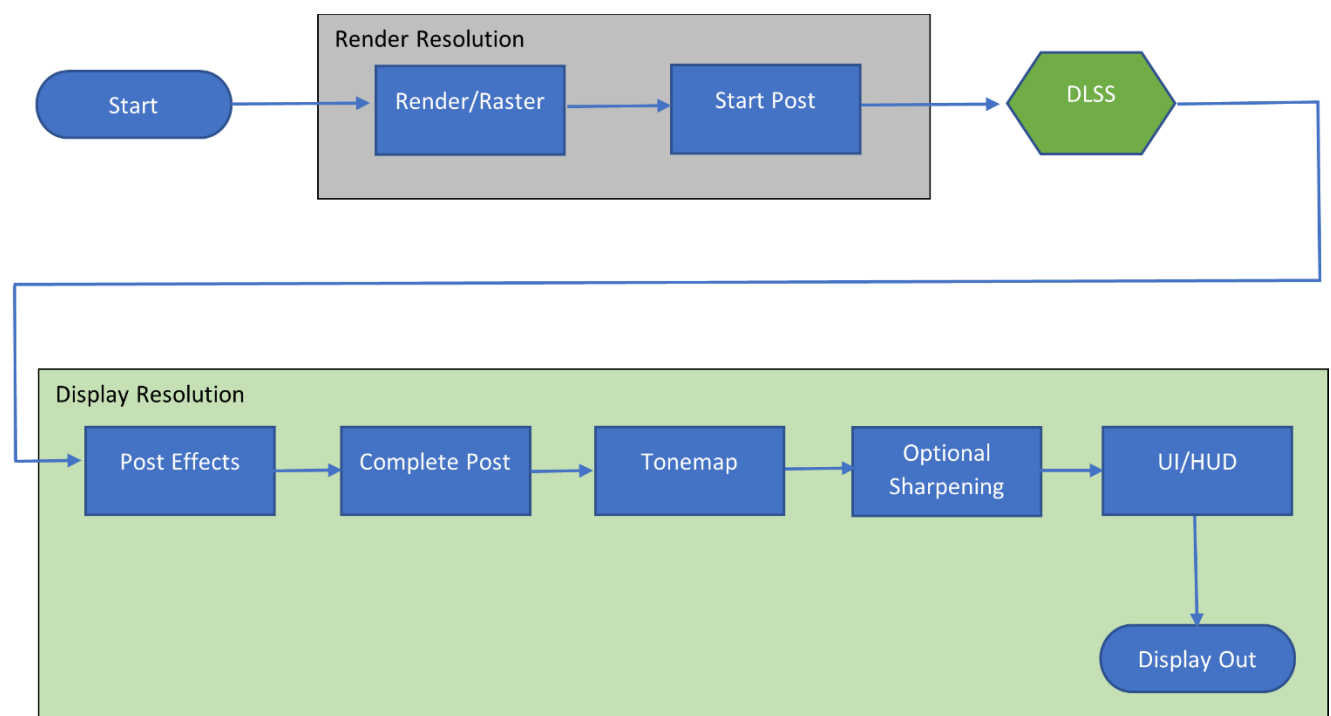 Render Resolution
Start
Render/Raster
Start Post
DLSS
Display Resolution
Post Effects
Complete Post
Tonemap
Optional
Sharpening
UI/HUD
Display Out